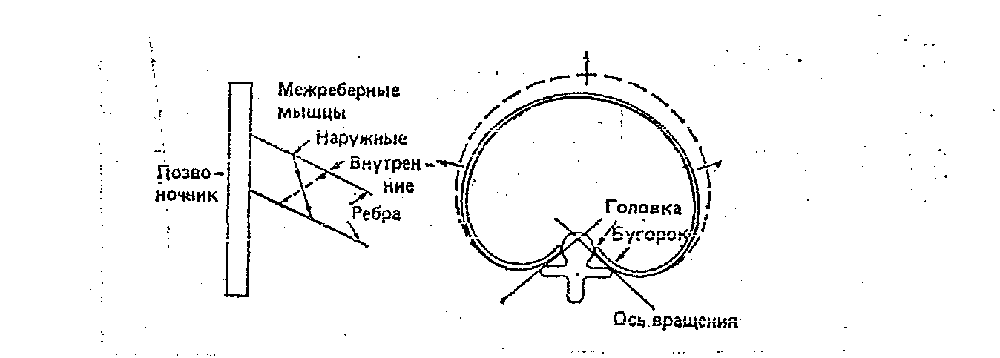 Межреберные
мышцы
Наружные
Внутрен-
ние
Позво-
ночник
Ребра
Головка
Бугорок
Ось вращения